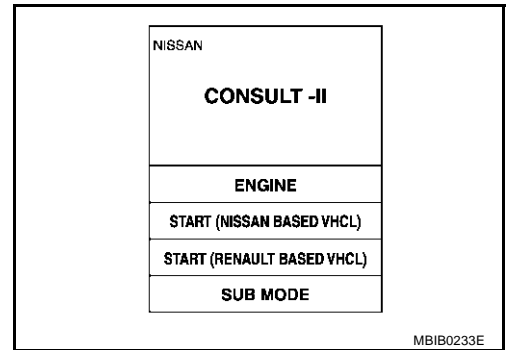 NISSAN
CONSULT -II
ENGINE
START (NISSAN BASED VHCL)
START (RENAULT BASED VHCL)
SUB MODE
MBIB0233E